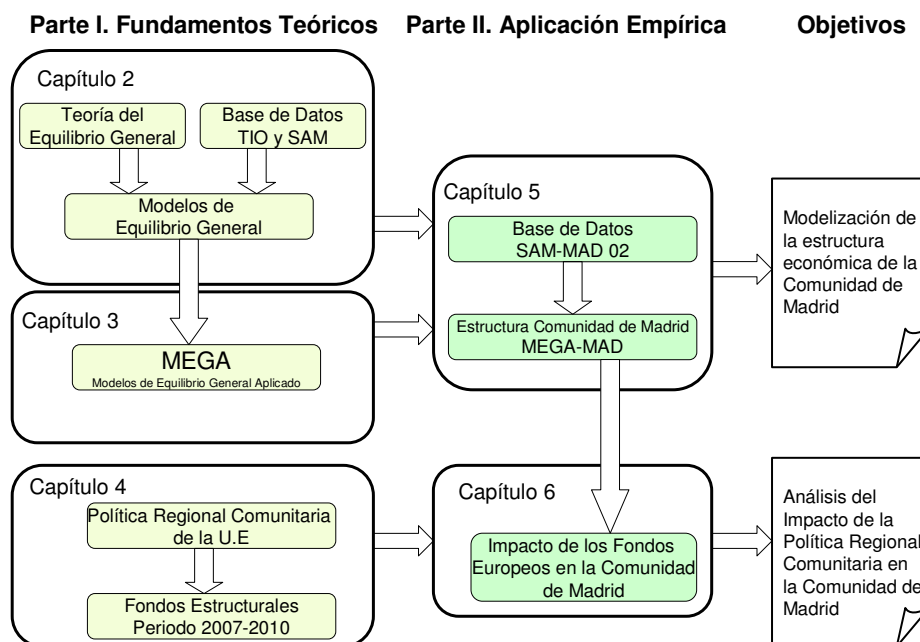 Parte I. Fundamentos Teóricos
Parte II. Aplicación Empírica
Objetivos
Capítulo 2
Teoría del
Equilibrio General
Base de Datos
TIO y SAM
Modelos de
Equilibrio General
Capítulo 3
MEGA
Modelos de Equilibrio General Aplicado
Capítulo 4
Política Regional Comunitaria
de la U.E
Fondos Estructurales
Periodo 2007-2010
Capítulo 5
Base de Datos
SAM-MAD 02
Estructura Comunidad de Madrid
MEGA-MAD
Capítulo 6
Impacto de los Fondos
Europeos en la Comunidad
de Madrid
Modelización de
la estructura
económica de la
Comunidad de
Madrid
Análisis del
Impacto de la
Política Regional
Comunitaria en
la Comunidad de
Madrid